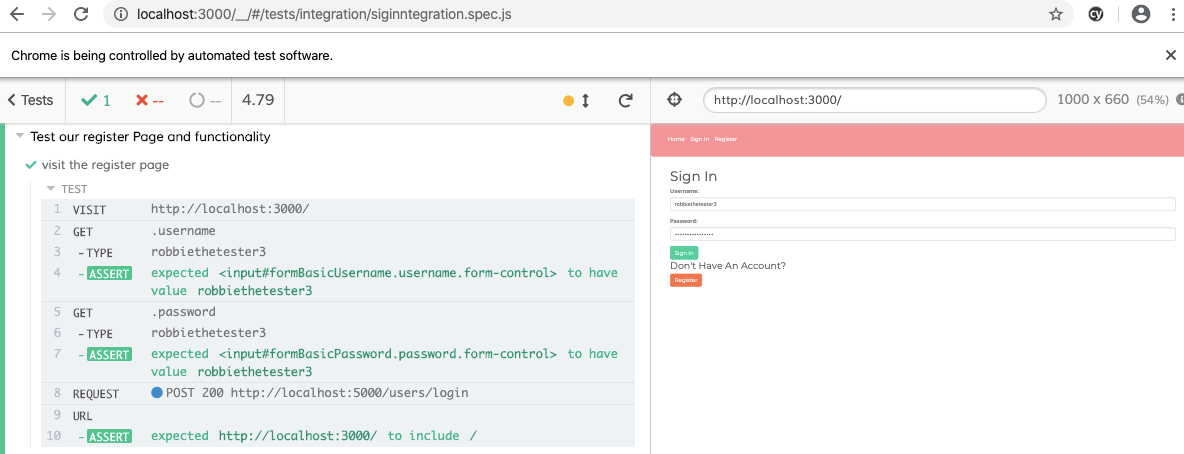 localhost:3000/__/#/tests/integration/siginntegration.spec.js
Chrome is being controlled by automated test software.
Tests 1 -- -- 4.79
http://localhost:3000/ 1000 x 660 (54%)
Test our register Page and functionality
visit the register page
TEST
1 VISIT http://localhost:3000/
2 GET .username
3 -TYPE robbiethetester3
4 -ASSERT expected <input#formBasicUsername.username.form-control> to have
value robbiethetester3
5 GET .password
6 -TYPE robbiethetester3
7 -ASSERT expected <input#formBasicPassword.password.form-control> to have
value robbiethetester3
8 REQUEST POST 200 http://localhost:5000/users/login
9 URL
10 -ASSERT expected http://localhost:3000/ to include /
Home Sign In Register
Sign In
Username:
robbiethetester3
Password:
••••••••••••••••
Sign In
Don't Have An Account?
Register